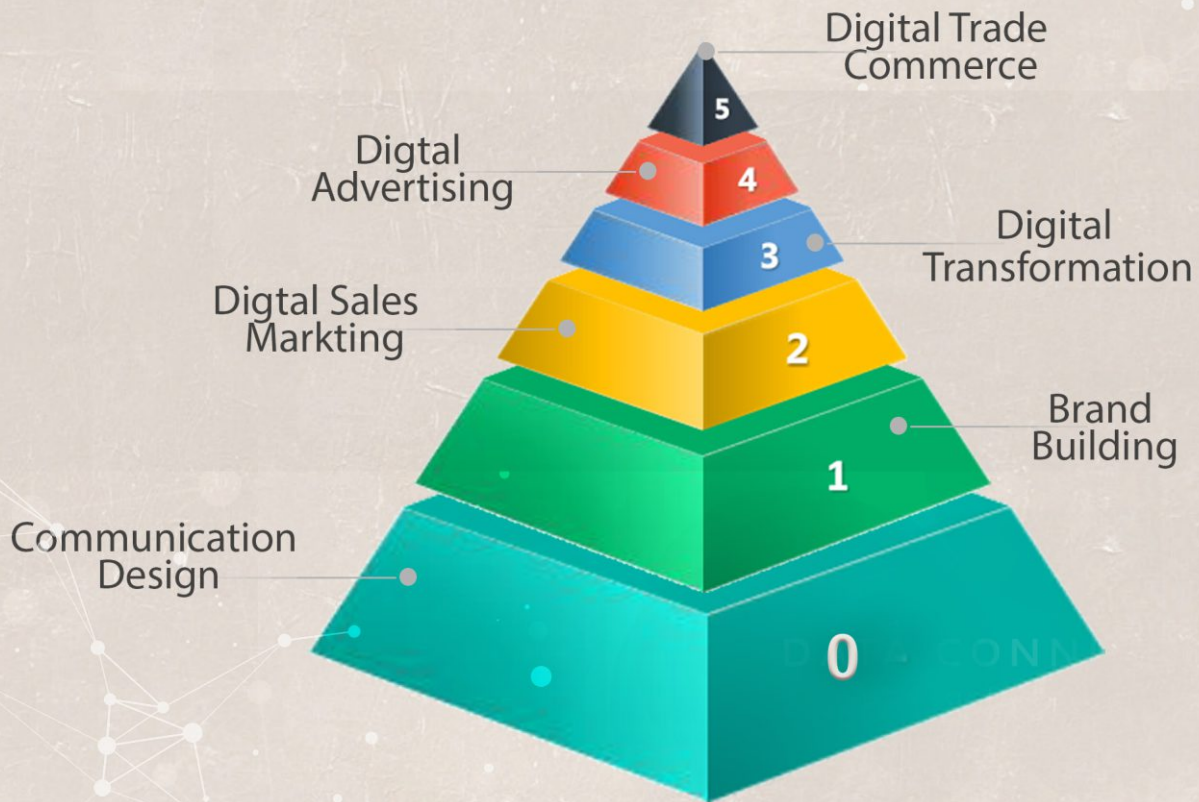 Digital Trade
Commerce
5
Digtal
Advertising
4
Digital
Transformation
3
Digtal Sales
Markting
2
Brand
Building
1
Communication
Design
0
CONN